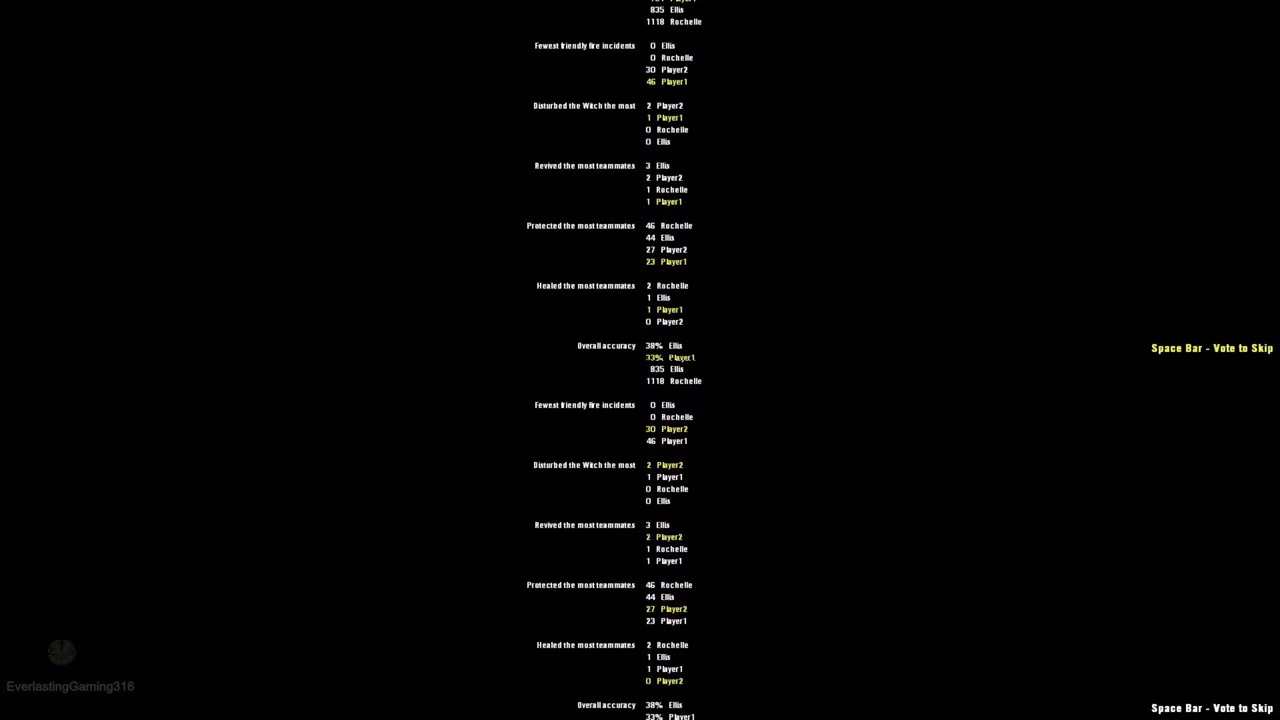 835 Ellis
1118 Rochelle
Fewest friendly fire incidents 0 Ellis
0 Rochelle
30 Player2
46 Player1
Disturbed the Witch the most 2 Player2
1 Player1
0 Rochelle
0 Ellis
Revived the most teammates 3 Ellis
2 Player2
1 Rochelle
1 Player1
Protected the most teammates 46 Rochelle
44 Ellis
27 Player2
23 Player1
Healed the most teammates 2 Rochelle
1 Ellis
1 Player1
0 Player2
Overall accuracy 38% Ellis
Space Bar - Vote to Skip
33% Player1
835 Ellis
1118 Rochelle
Fewest friendly fire incidents 0 Ellis
0 Rochelle
30 Player2
46 Player1
Disturbed the Witch the most 2 Player2
1 Player1
0 Rochelle
0 Ellis
Revived the most teammates 3 Ellis
2 Player2
1 Rochelle
1 Player1
Protected the most teammates 46 Rochelle
44 Ellis
27 Player2
23 Player1
Healed the most teammates 2 Rochelle
1 Ellis
1 Player1
0 Player2
EverlastingGaming316
Overall accuracy 38% Ellis
Space Bar - Vote to Skip
33% Player1